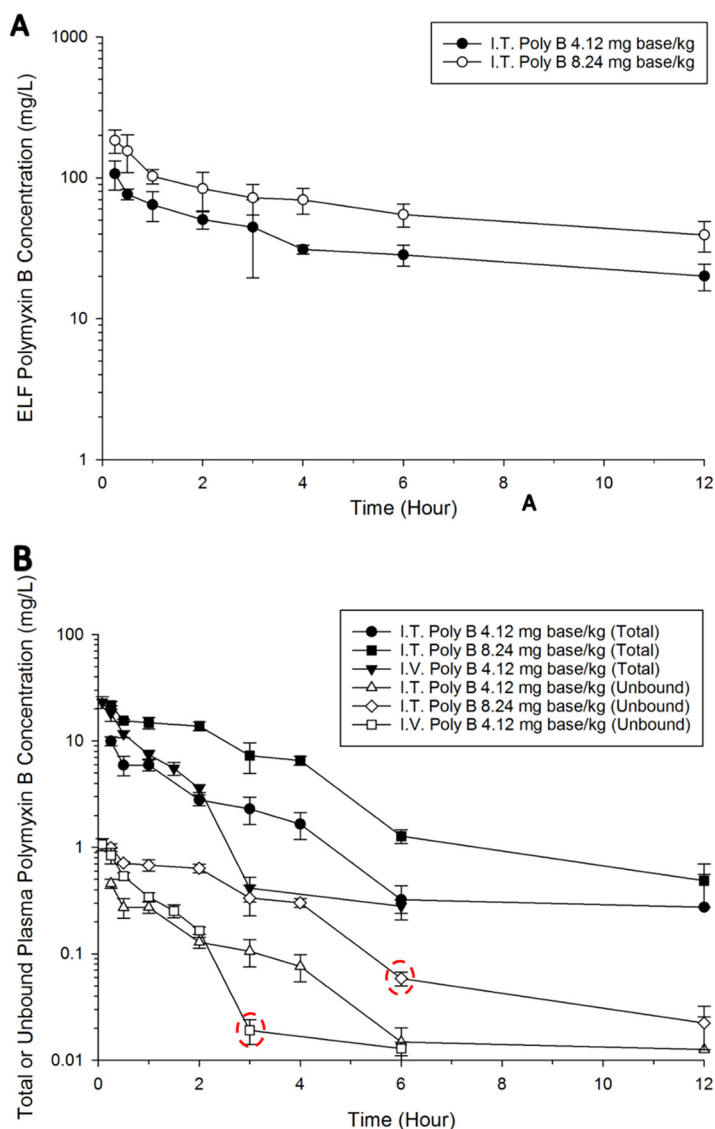 A
I.T. Poly B 4.12 mg base/kg
I.T. Poly B 8.24 mg base/kg
ELF Polymyxin B Concentration (mg/L)
1000
100
10
1
0 2 4 6 8 10 12
Time (Hour)
A
B
I.T. Poly B 4.12 mg base/kg (Total)
I.T. Poly B 8.24 mg base/kg (Total)
I.V. Poly B 4.12 mg base/kg (Total)
I.T. Poly B 4.12 mg base/kg (Unbound)
I.T. Poly B 8.24 mg base/kg (Unbound)
I.V. Poly B 4.12 mg base/kg (Unbound)
Total or Unbound Plasma Polymyxin B Concentration (mg/L)
100
10
1
0.1
0.01
0 2 4 6 8 10 12
Time (Hour)